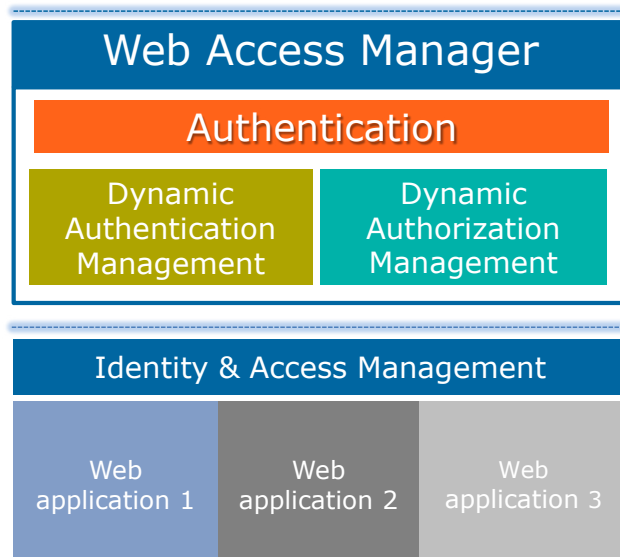 Web Access Manager
Authentication
Dynamic
Authentication
Management
Dynamic
Authorization
Management
Identity & Access Management
Web
application 1
Web
application 2
Web
application 3